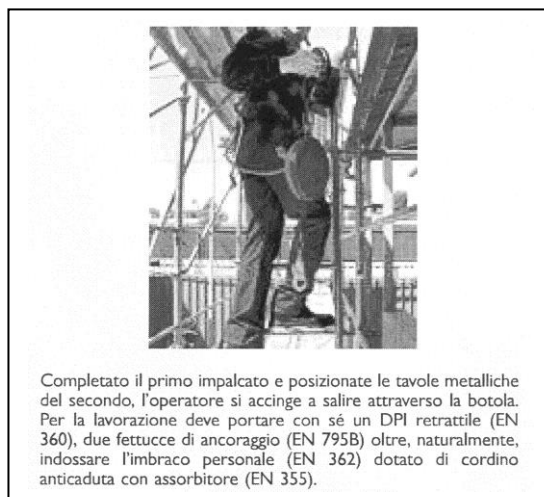 Completato il primo impalcato e posizionate le tavole metalliche
del secondo, l'operatore si accinge a salire attraverso la botola.
Per la lavorazione deve portare con sé un DPI retrattile (EN
360), due fettucce di ancoraggio (EN 795B) oltre, naturalmente,
indossare l'imbraco personale (EN 362) dotato di cordino
anticaduta con assorbitore (EN 355).